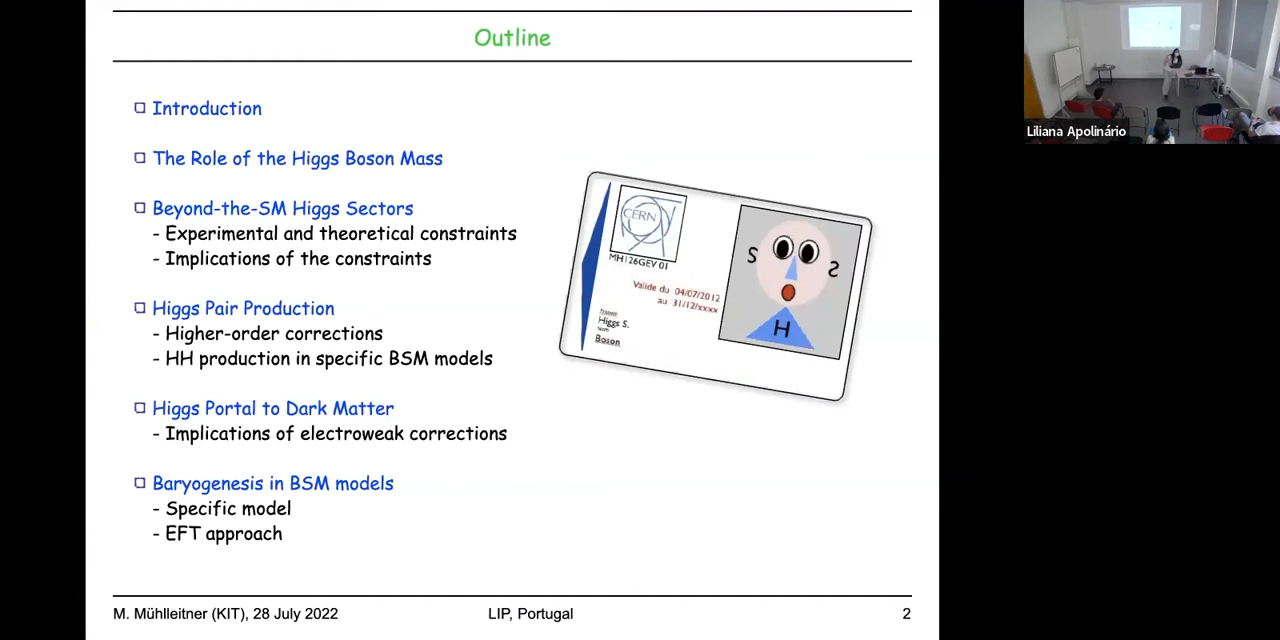 Outline
Introduction
The Role of the Higgs Boson Mass
Beyond-the-SM Higgs Sectors
- Experimental and theoretical constraints
- Implications of the constraints
Higgs Pair Production
- Higher-order corrections
- HH production in specific BSM models
Higgs Portal to Dark Matter
- Implications of electroweak corrections
Baryogenesis in BSM models
- Specific model
- EFT approach
CERN
MH126GEV 01
Valide du 04/07/2012
au 31/12/xxxx
Higgs S.
Boson
S
S
H
M. Mühlleitner (KIT), 28 July 2022
LIP, Portugal
2
Liliana Apolinário